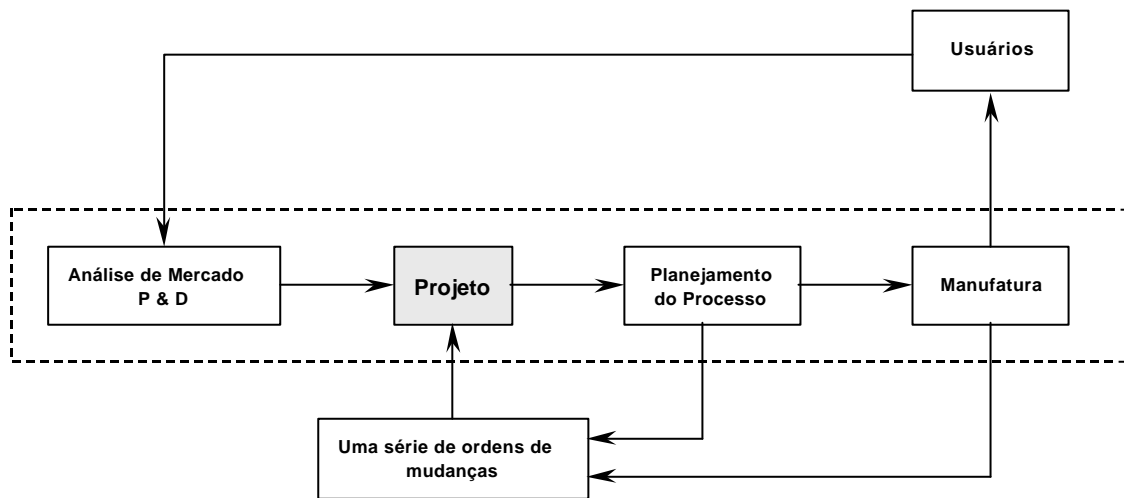 Usuários
Análise de Mercado
P & D
Projeto
Planejamento
do Processo
Manufatura
Uma série de ordens de
mudanças